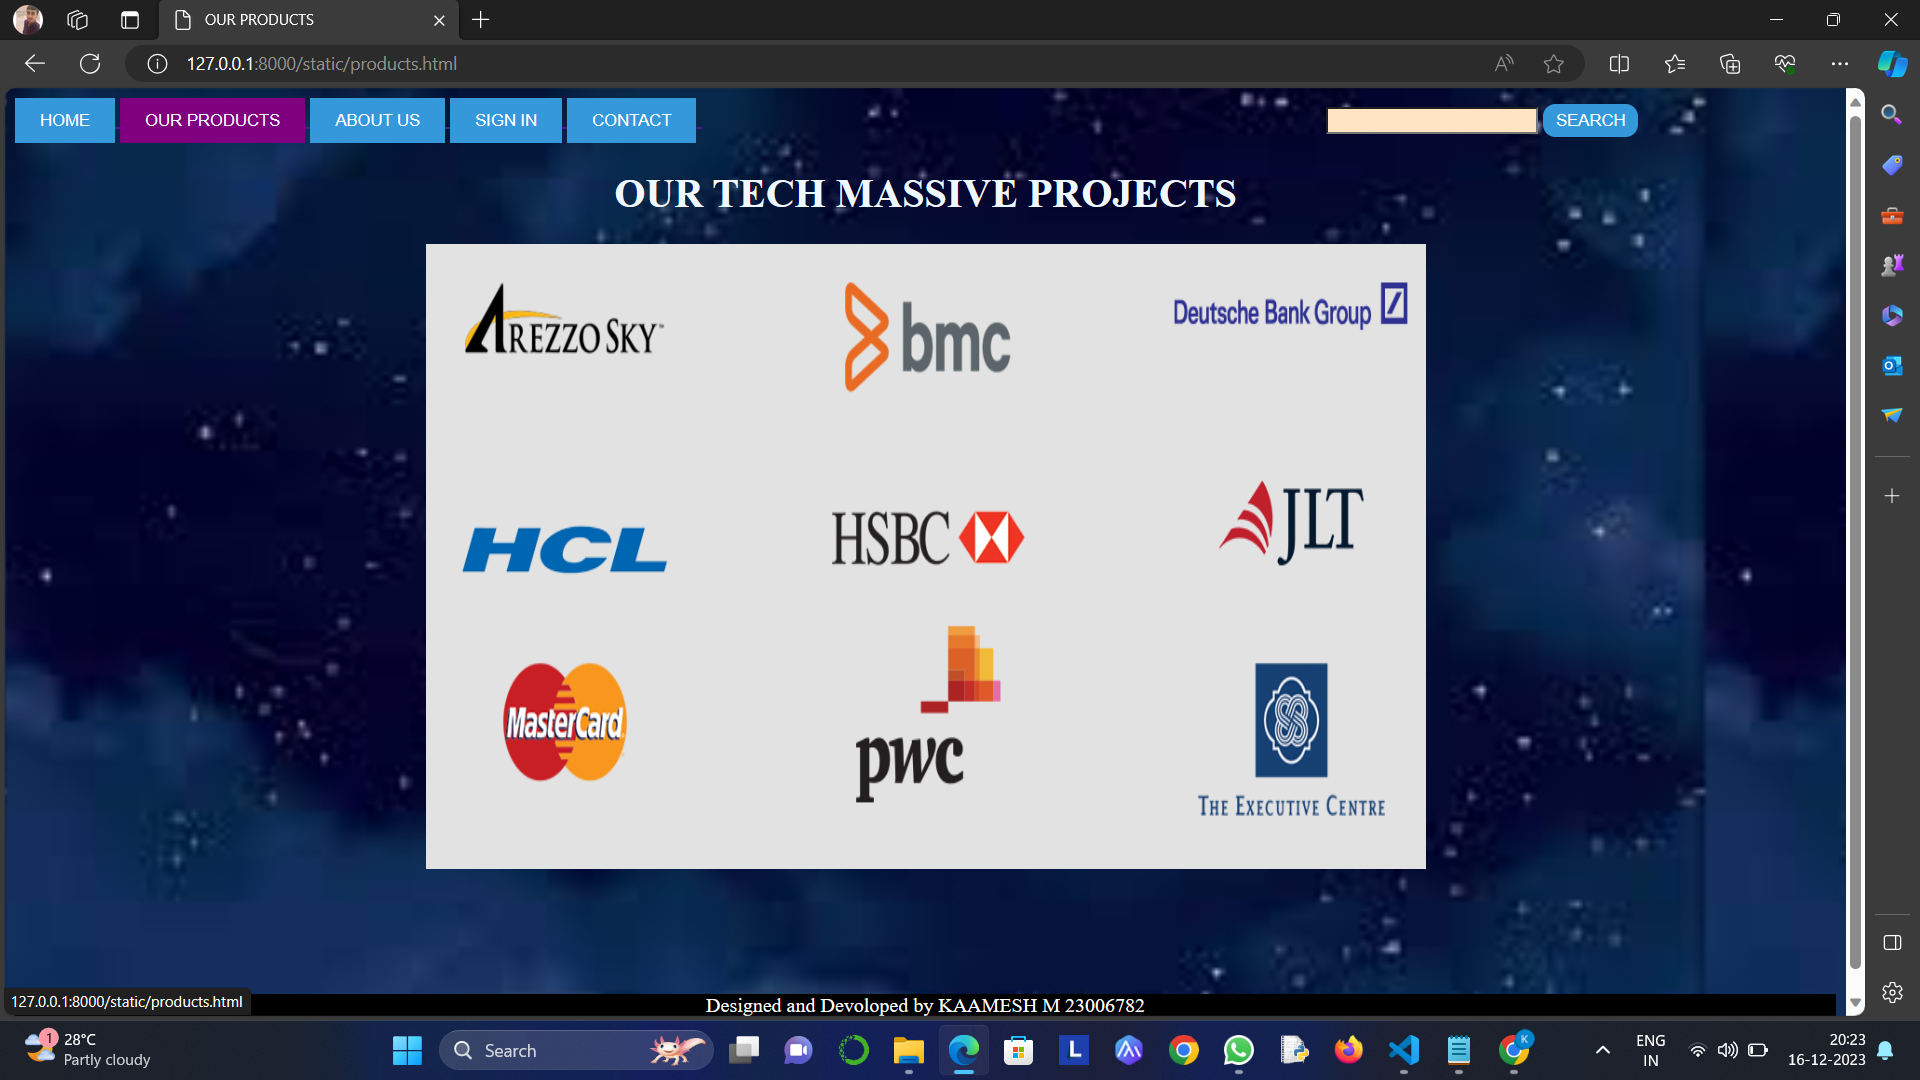 OUR PRODUCTS
127.0.0.1:8000/static/products.html
HOME OUR PRODUCTS ABOUT US SIGN IN CONTACT SEARCH
OUR TECH MASSIVE PROJECTS
AREZZO SKY™ bmc Deutsche Bank Group
HCL HSBC JLT
MasterCard pwc THE EXECUTIVE CENTRE
127.0.0.1:8000/static/products.html
Designed and Devoloped by KAAMESH M 23006782
1 28°C
Partly cloudy
Search
L
K
ENG
IN
20:23
16-12-2023